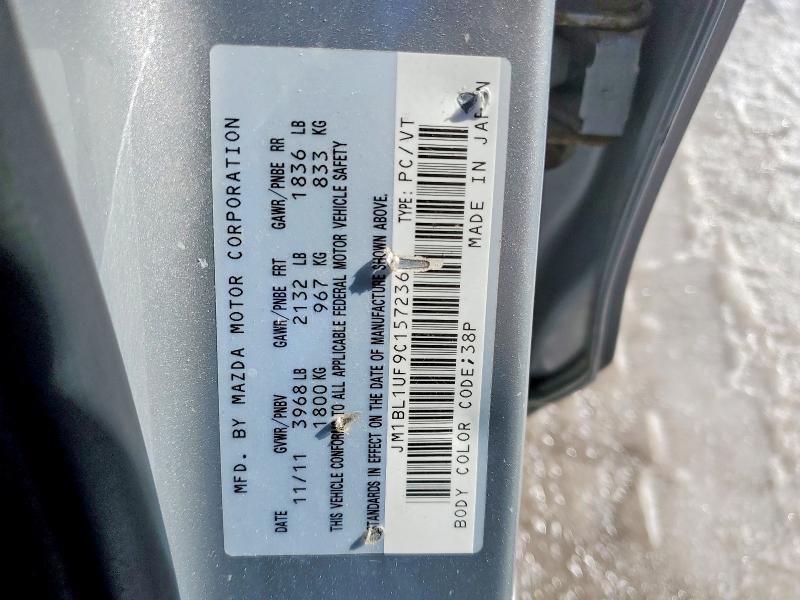 MFD. BY MAZDA MOTOR CORPORATION
DATE GVWR/PNBV GAWR/PNBE FRT GAWR/PNBE RR
11/11 3968 LB 2132 LB 1836 LB
1800 KG 967 KG 833 KG
THIS VEHICLE CONFORMS TO ALL APPLICABLE FEDERAL MOTOR VEHICLE SAFETY
STANDARDS IN EFFECT ON THE DATE OF MANUFACTURE SHOWN ABOVE.
JM1BL1UF9C157236 TYPE: PC/VT
BODY COLOR CODE;38P MADE IN JAPAN